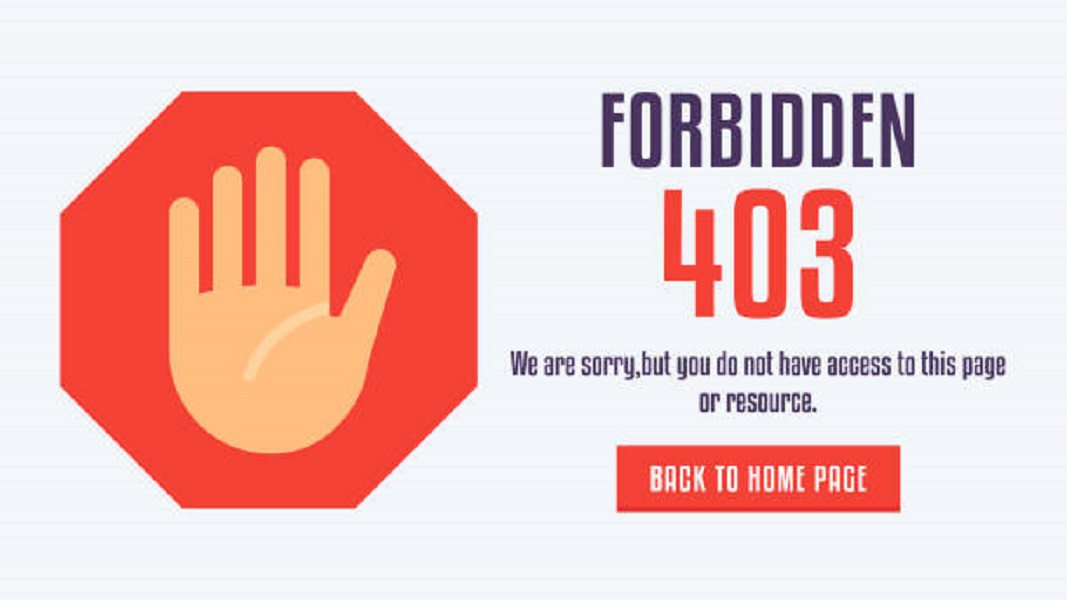 FORBIDDEN
403
We are sorry,but you do not have access to this page
or resource.
BACK TO HOME PAGE